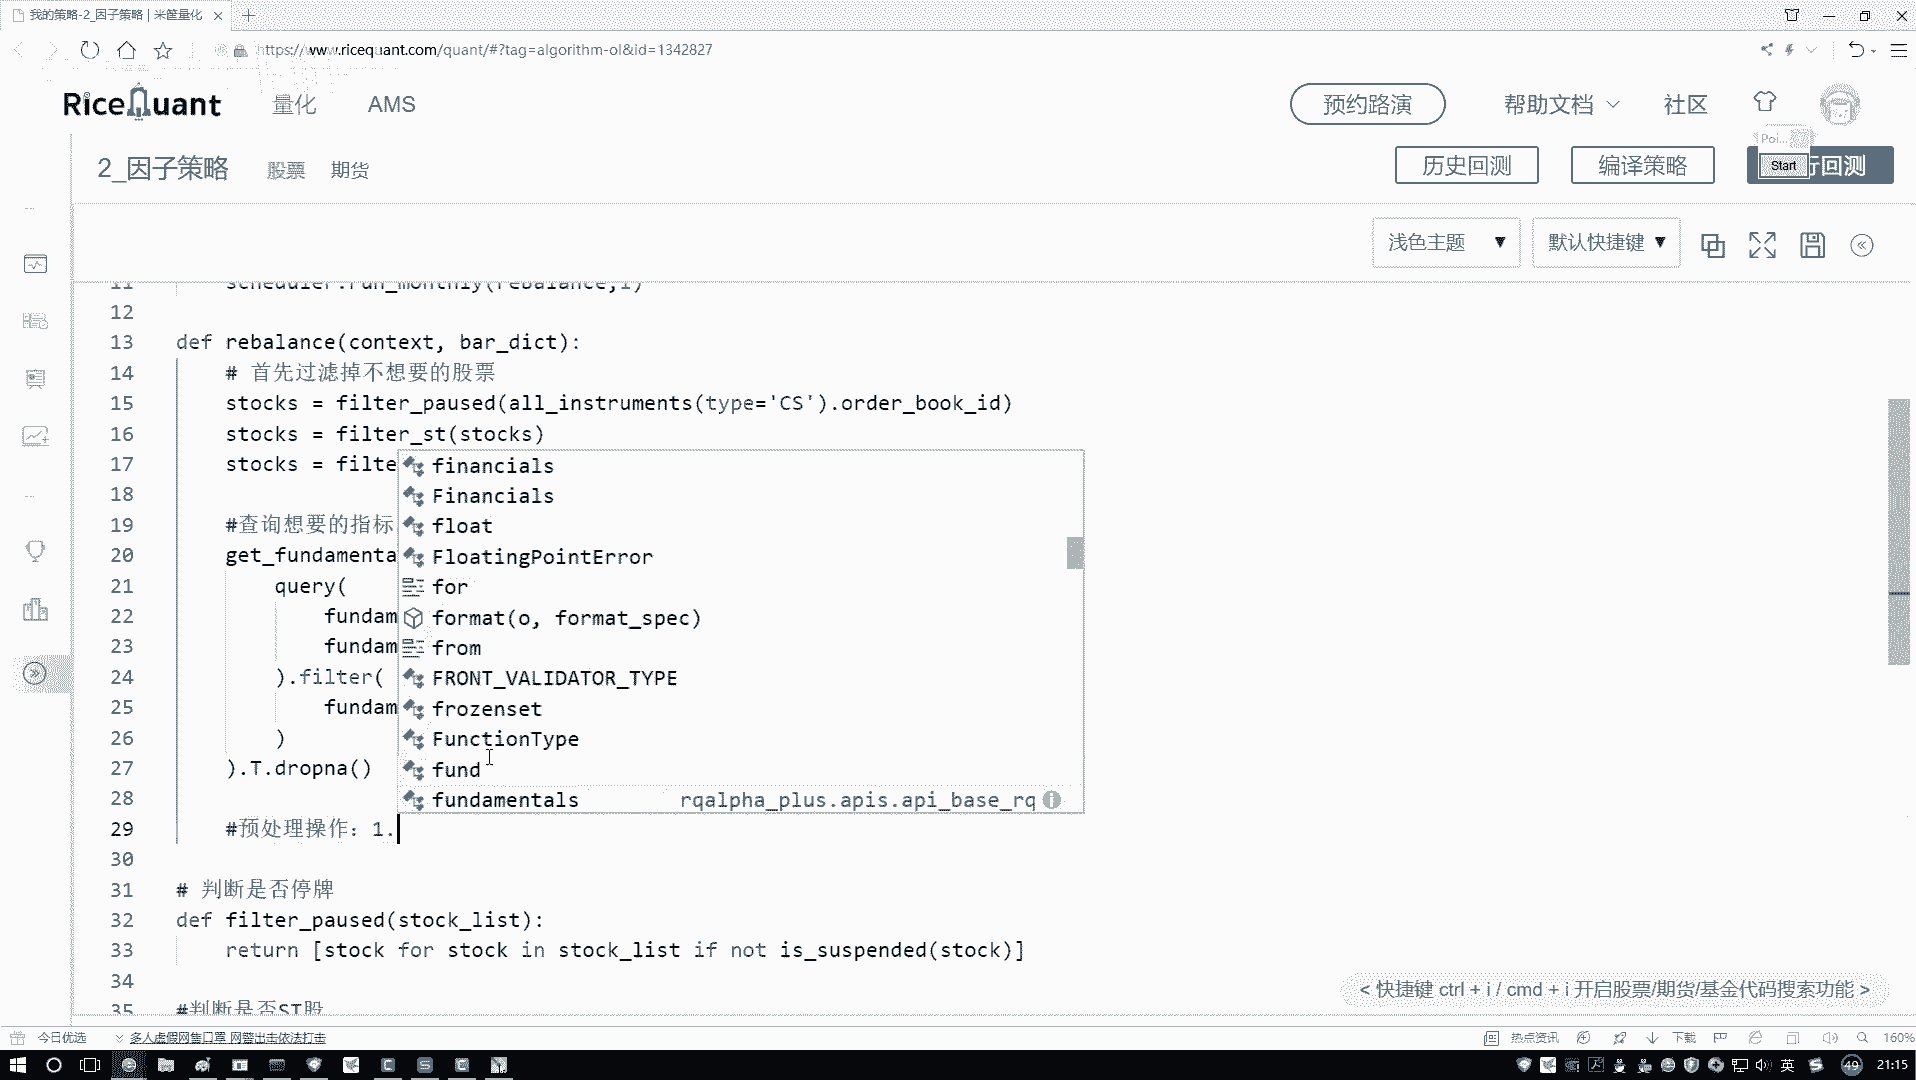 我的策略-2_因子策略 | 米筐量化
https://www.ricequant.com/quant/#?tag=algorithm-ol&id=1342827
RiceQuant 量化 AMS 预约路演 帮助文档 社区
Poi...
2_因子策略 股票 期货 历史回测 编译策略 Start 行回测
浅色主题 默认快捷键
11 scheduler.run_monthly(rebalance,1)
12
13 def rebalance(context, bar_dict):
14 # 首先过滤掉不想要的股票
15 stocks = filter_paused(all_instruments(type='CS').order_book_id)
16 stocks = filter_st(stocks)
17 stocks = filte
financials
18
Financials
19 #查询想要的指标
float
20 get_fundamenta
FloatingPointError
21 query(
for
22 fundam
format(o, format_spec)
23 fundam
from
24 ).filter(
FRONT_VALIDATOR_TYPE
25 fundam
frozenset
26 )
FunctionType
27 ).T.dropna()
fund
28
fundamentals rqalpha_plus.apis.api_base_rq
29 #预处理操作：1.
30
31 # 判断是否停牌
32 def filter_paused(stock_list):
33 return [stock for stock in stock_list if not is_suspended(stock)]
34
35 #判断是否ST股
< 快捷键 ctrl + i / cmd + i 开启股票/期货/基金代码搜索功能 >
今日优选 多人虚假网售口罩 网警出击依法打击 热点资讯 下载 160%
英 49 21:15